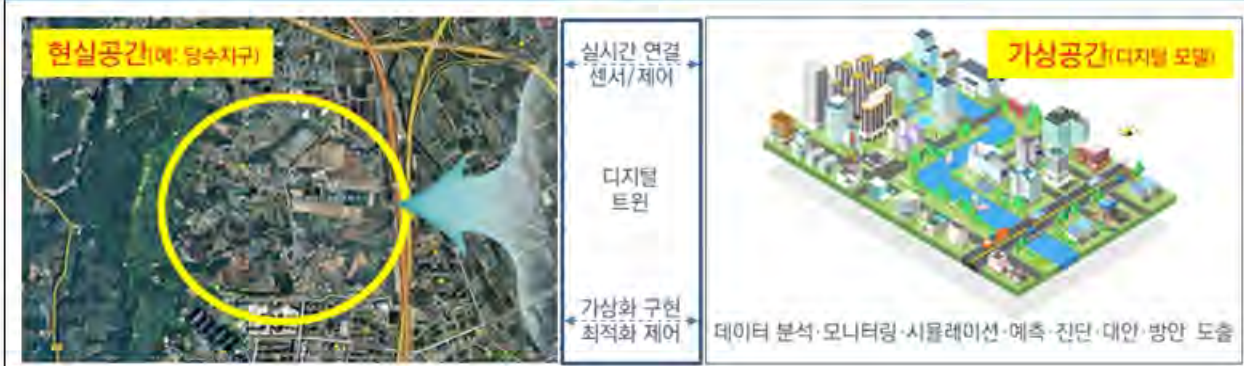 현실공간(예: 당수지구)
실시간 연결
센서/제어
디지털
트윈
가상화 구현
최적화 제어
가상공간(디지털 모델)
데이터 분석·모니터링·시뮬레이션·예측·진단·대안·방안 도출